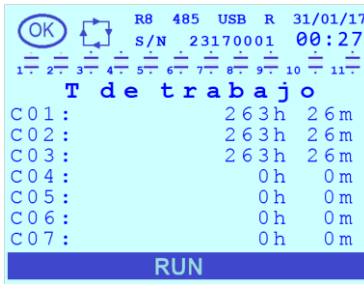 OK R8 485 USB R 31/01/17
S/N 23170001 00:27
1 2 3 4 5 6 7 8 9 10 11
T de trabajo
C01: 263h 26m
C02: 263h 26m
C03: 263h 26m
C04: 0h 0m
C05: 0h 0m
C06: 0h 0m
C07: 0h 0m
RUN